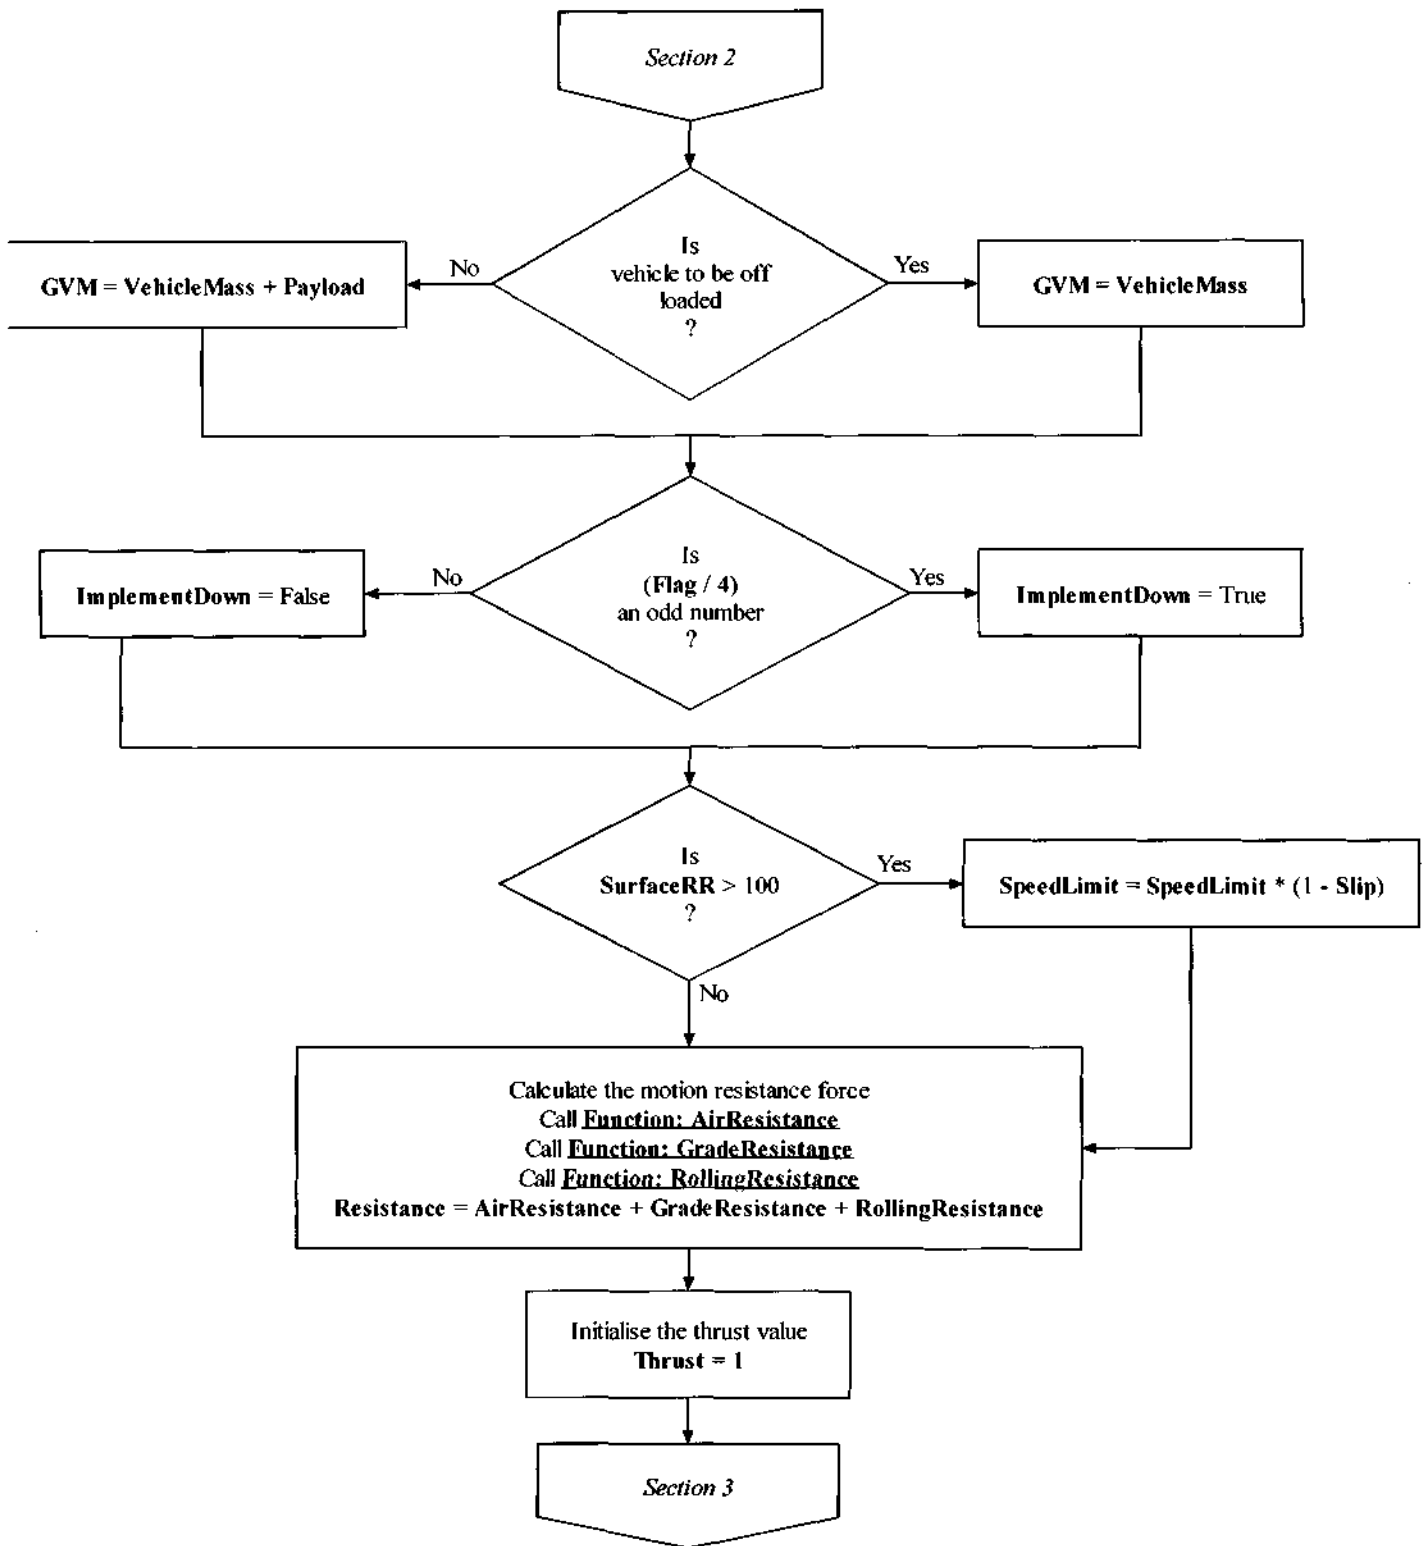 Section 2
Is
vehicle to be off
loaded
?
No
Yes
GVM = VehicleMass + Payload
GVM = VehicleMass
Is
(Flag / 4)
an odd number
?
No
Yes
ImplementDown = False
ImplementDown = True
Is
SurfaceRR > 100
?
Yes
SpeedLimit = SpeedLimit * (1 - Slip)
No
Calculate the motion resistance force
Call Function: AirResistance
Call Function: GradeResistance
Call Function: RollingResistance
Resistance = AirResistance + GradeResistance + RollingResistance
Initialise the thrust value
Thrust = 1
Section 3